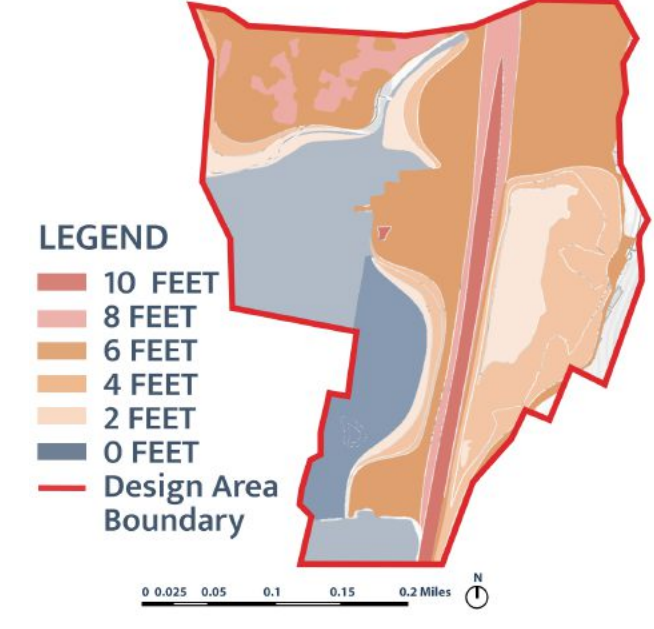 LEGEND
10 FEET
8 FEET
6 FEET
4 FEET
2 FEET
0 FEET
Design Area
Boundary
0 0.025 0.05 0.1 0.15 0.2 Miles
N